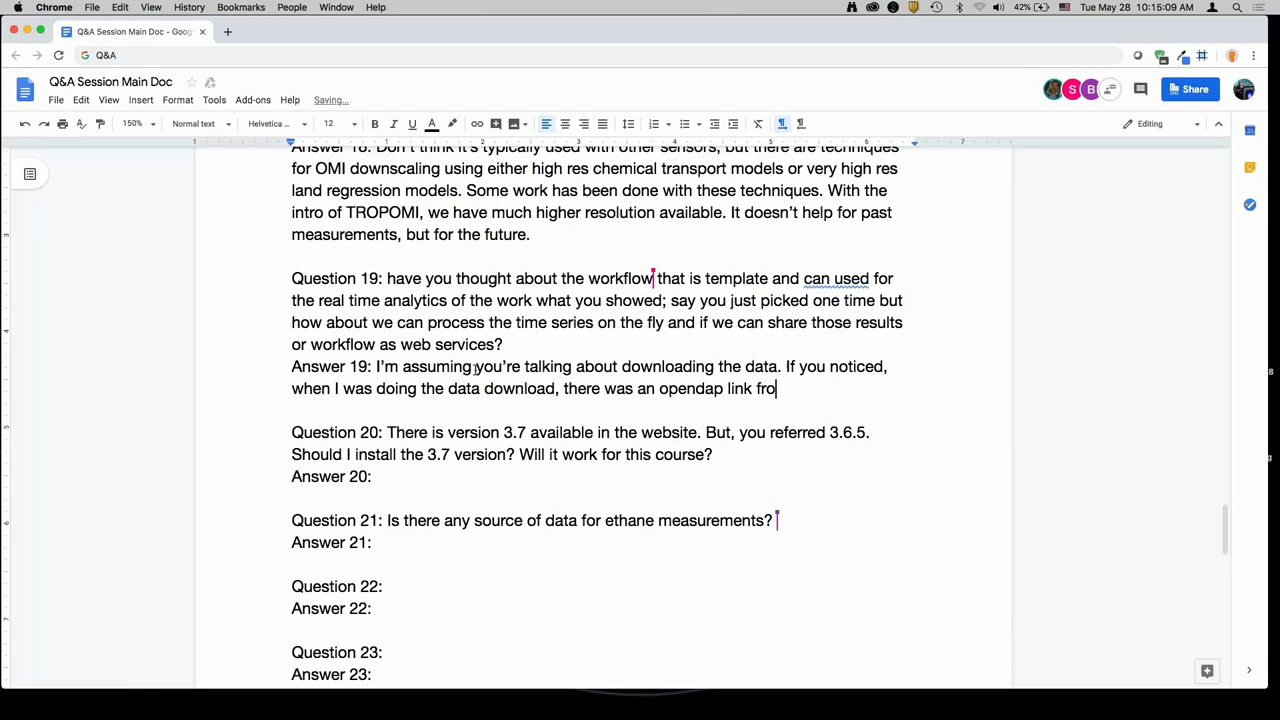 Chrome File Edit View History Bookmarks People Window Help 42% Tue May 28 10:15:09 AM
Q&A Session Main Doc - Goog
Q&A
Q&A Session Main Doc
File Edit View Insert Format Tools Add-ons Help Saving...
S B Share
150% Normal text Helvetica ... 12 B I U A Editing
1 1 2 3 4 5 6 7
Answer 18: Don't think it's typically used with other sensors, but there are techniques
for OMI downscaling using either high res chemical transport models or very high res
land regression models. Some work has been done with these techniques. With the
intro of TROPOMI, we have much higher resolution available. It doesn't help for past
measurements, but for the future.
Question 19: have you thought about the workflow that is template and can used for
the real time analytics of the work what you showed; say you just picked one time but
how about we can process the time series on the fly and if we can share those results
or workflow as web services?
Answer 19: I'm assuming you're talking about downloading the data. If you noticed,
when I was doing the data download, there was an opendap link fro
Question 20: There is version 3.7 available in the website. But, you referred 3.6.5.
Should I install the 3.7 version? Will it work for this course?
Answer 20:
Question 21: Is there any source of data for ethane measurements?
Answer 21:
Question 22:
Answer 22:
Question 23:
Answer 23: